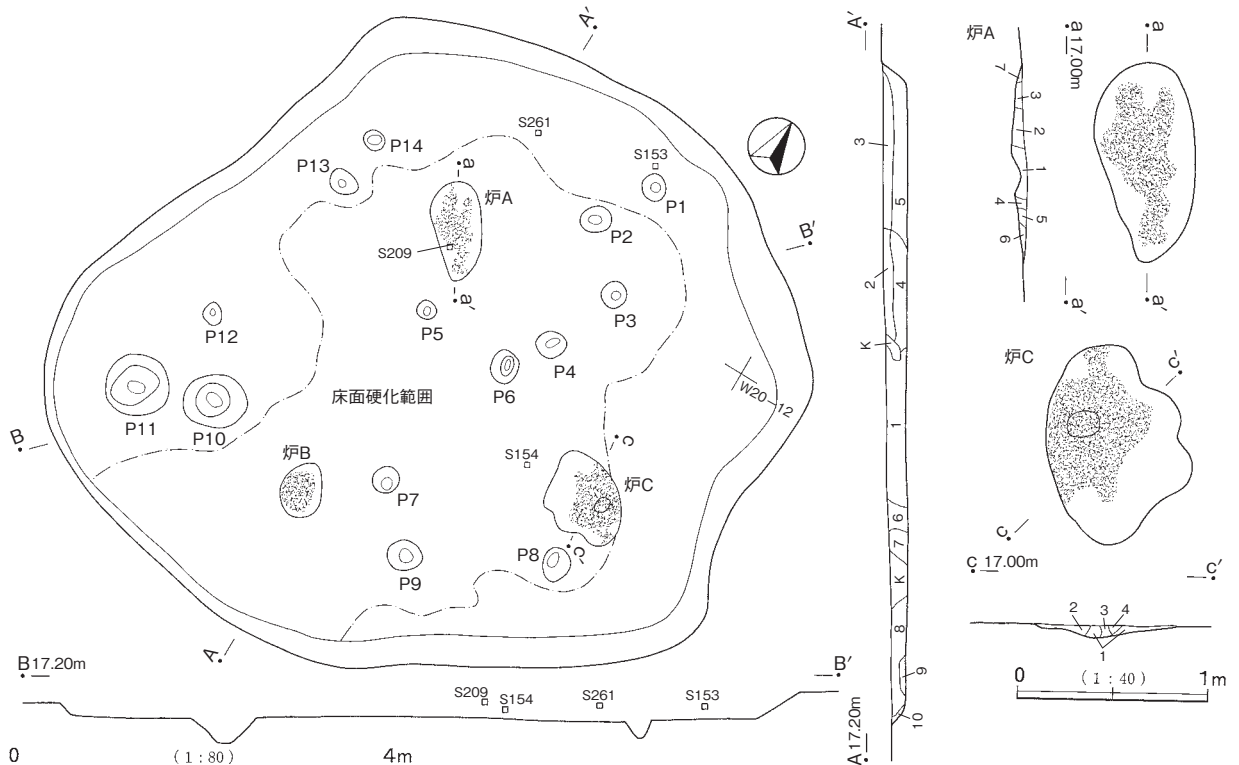 A′
S261
P14
S153
P13
a
炉A
P1
P2
B′
S209
a′
P5
P3
P12
P4
P6
W20-12
床面硬化範囲
P11
P10
B
c
炉B
S154
炉C
P7
c′
P8
P9
A
B 17.20m
B′
S209
S154
S261
S153
0
(1:80)
4m
A′
3
5
2
4
K
1
6
7
K
8
9
10
A 17.20m
炉A
a 17.00m
a
7
3
2
1
4
5
6
a′
a′
炉C
c′
c
c 17.00m
c′
2
3
4
1
0
(1:40)
1m